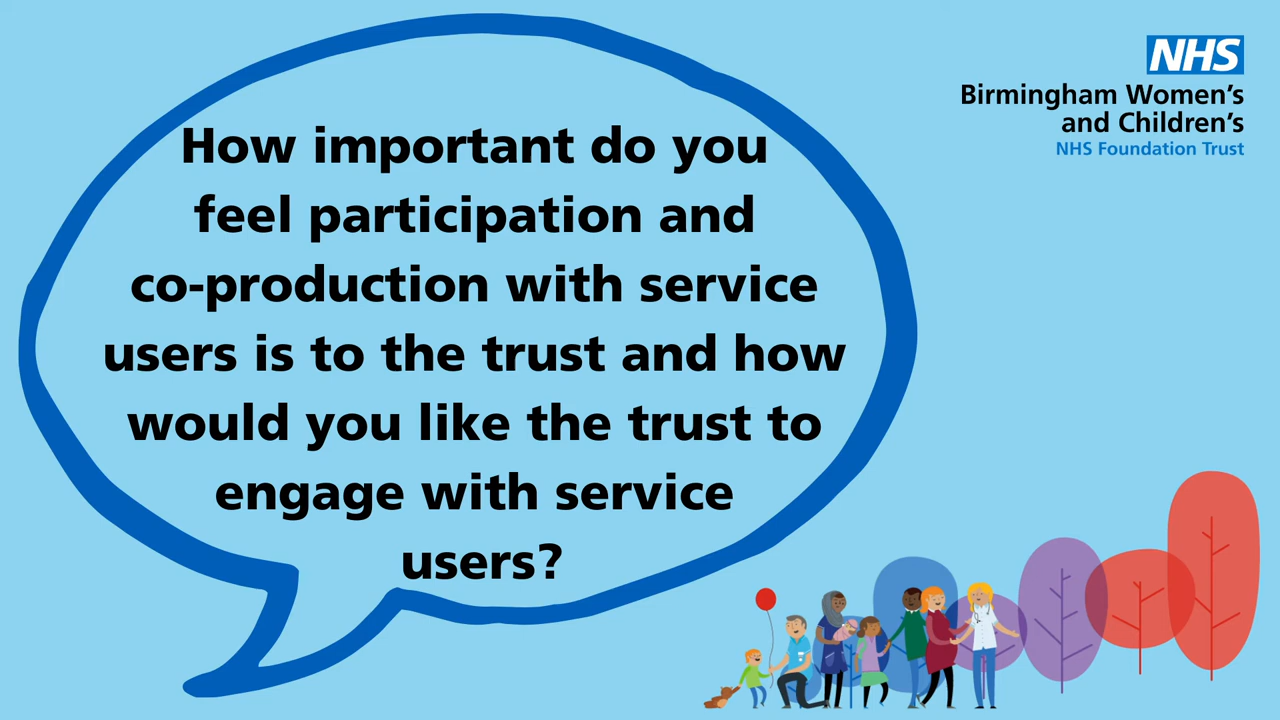 How important do you
feel participation and
co-production with service
users is to the trust and how
would you like the trust to
engage with service
users?
NHS
Birmingham Women's
and Children's
NHS Foundation Trust